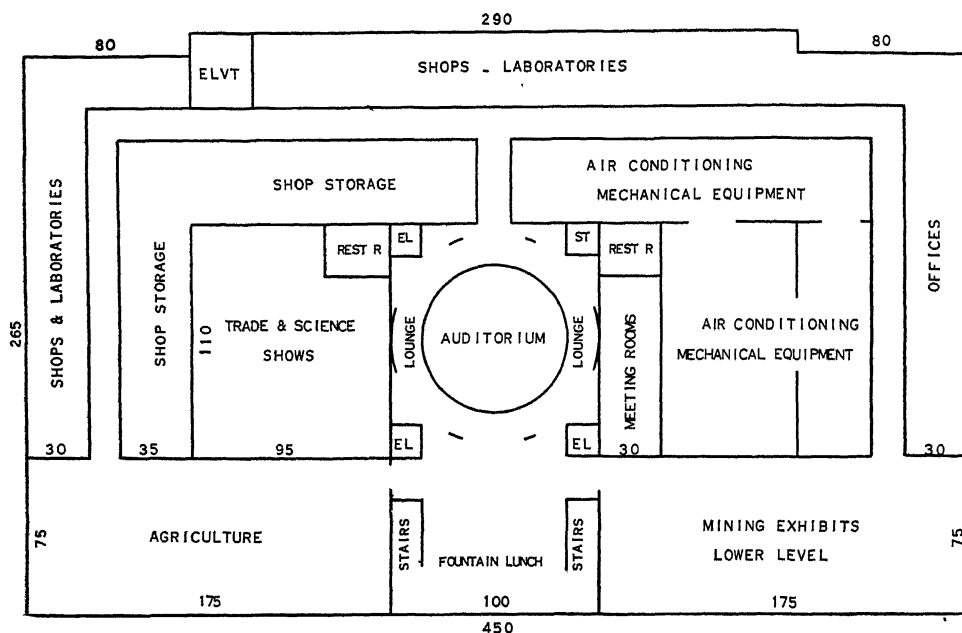 290
80
80
ELVT
SHOPS - LABORATORIES
SHOP STORAGE
AIR CONDITIONING
MECHANICAL EQUIPMENT
REST R
EL
ST
REST R
SHOPS & LABORATORIES
SHOP STORAGE
OFFICES
265
110
TRADE & SCIENCE
SHOWS
LOUNGE
AUDITORIUM
LOUNGE
MEETING ROOMS
AIR CONDITIONING
MECHANICAL EQUIPMENT
30
35
95
EL
EL
30
30
75
AGRICULTURE
STAIRS
FOUNTAIN LUNCH
STAIRS
MINING EXHIBITS
LOWER LEVEL
75
175
100
175
450